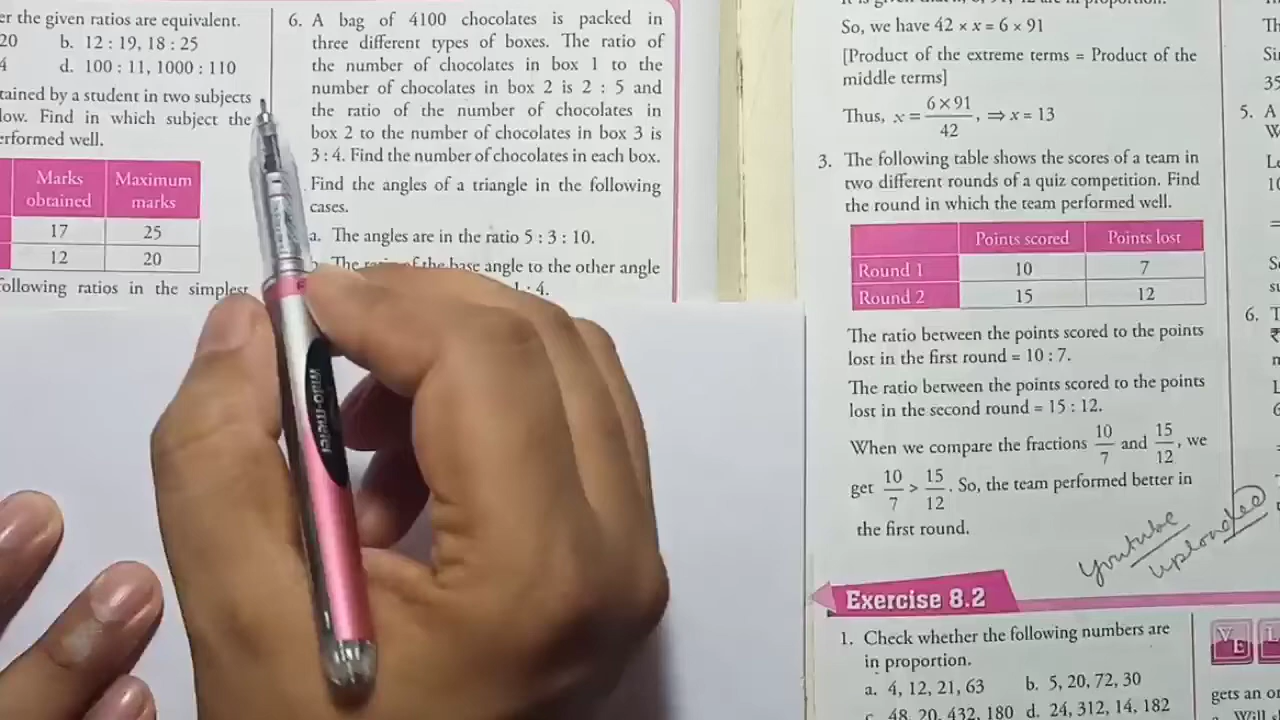 er the given ratios are equivalent.
20 b. 12 : 19, 18 : 25
4 d. 100 : 11, 1000 : 110
tained by a student in two subjects
low. Find in which subject the
erformed well.
Marks obtained Maximum marks
17 25
12 20
following ratios in the simplest
6. A bag of 4100 chocolates is packed in
three different types of boxes. The ratio of
the number of chocolates in box 1 to the
number of chocolates in box 2 is 2 : 5 and
the ratio of the number of chocolates in
box 2 to the number of chocolates in box 3 is
3 : 4. Find the number of chocolates in each box.
Find the angles of a triangle in the following
cases.
a. The angles are in the ratio 5 : 3 : 10.
The of the base angle to the other angle
: 4.
So, we have 42 × x = 6 × 91
[Product of the extreme terms = Product of the
middle terms]
Thus, x = 6 × 91 / 42 , ⇒ x = 13
3. The following table shows the scores of a team in
two different rounds of a quiz competition. Find
the round in which the team performed well.
Points scored Points lost
Round 1 10 7
Round 2 15 12
The ratio between the points scored to the points
lost in the first round = 10 : 7.
The ratio between the points scored to the points
lost in the second round = 15 : 12.
When we compare the fractions 10/7 and 15/12, we
get 10/7 > 15/12. So, the team performed better in
the first round.
youtube
uploaded
Exercise 8.2
1. Check whether the following numbers are
in proportion.
a. 4, 12, 21, 63 b. 5, 20, 72, 30
c. 48, 20, 432, 180 d. 24, 312, 14, 182
5. A
6. T
₹
VE
gets an or